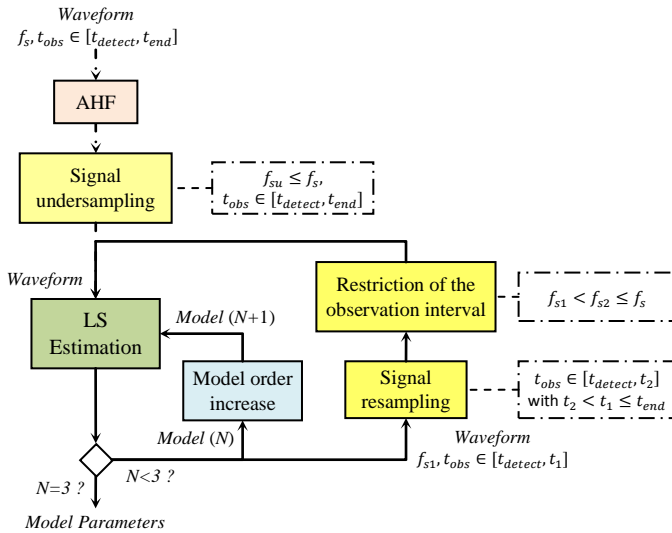 Waveform
f_s, t_obs ∈ [t_detect, t_end]
AHF
Signal
undersampling
f_su ≤ f_s,
t_obs ∈ [t_detect, t_end]
Waveform
LS
Estimation
Model (N+1)
Model order
increase
Model (N)
Restriction of the
observation interval
f_s1 < f_s2 ≤ f_s
Signal
resampling
t_obs ∈ [t_detect, t_2]
with t_2 < t_1 ≤ t_end
Waveform
f_s1, t_obs ∈ [t_detect, t_1]
N=3 ?
N<3 ?
Model Parameters